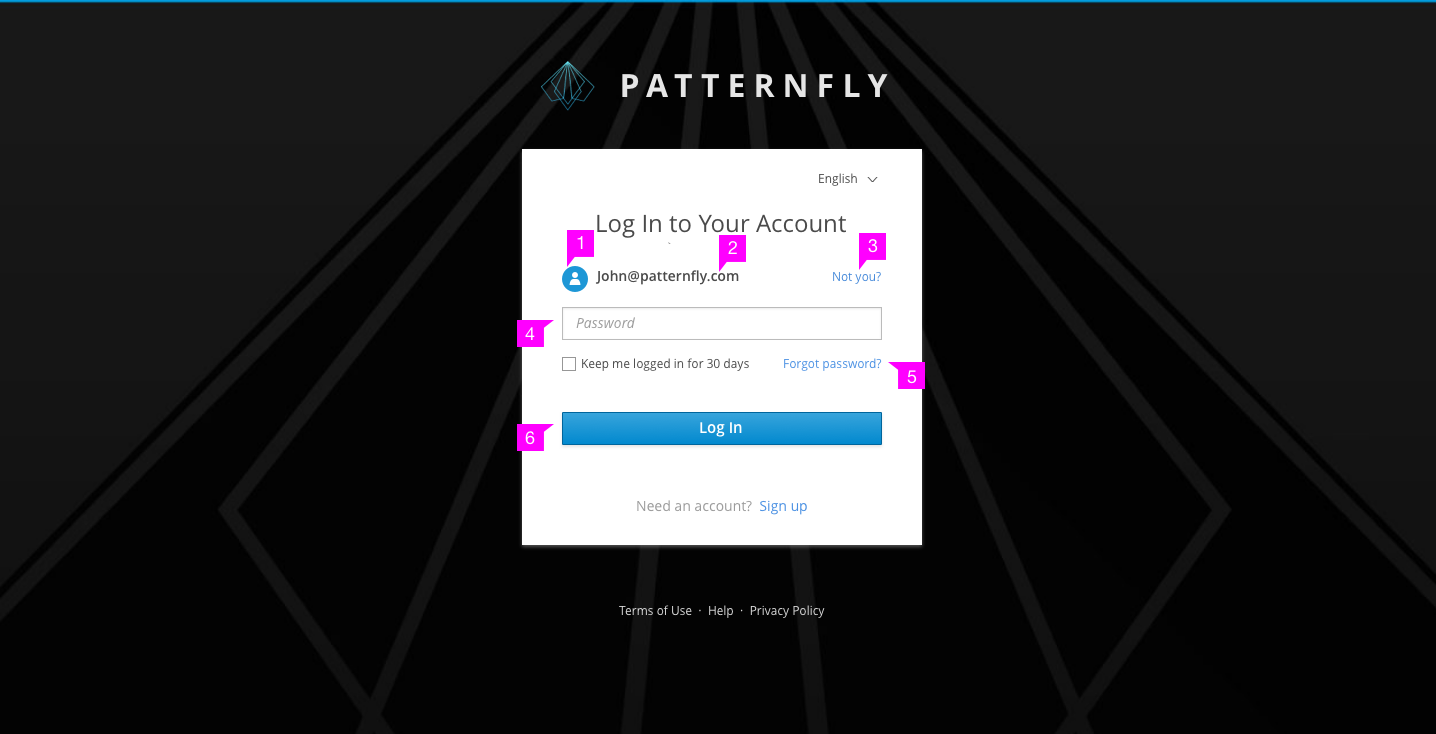 PATTERNFLY
English
Log In to Your Account
1
2
3
John@patternfly.com
Not you?
4
Password
Keep me logged in for 30 days
Forgot password?
5
6
Log In
Need an account? Sign up
Terms of Use · Help · Privacy Policy